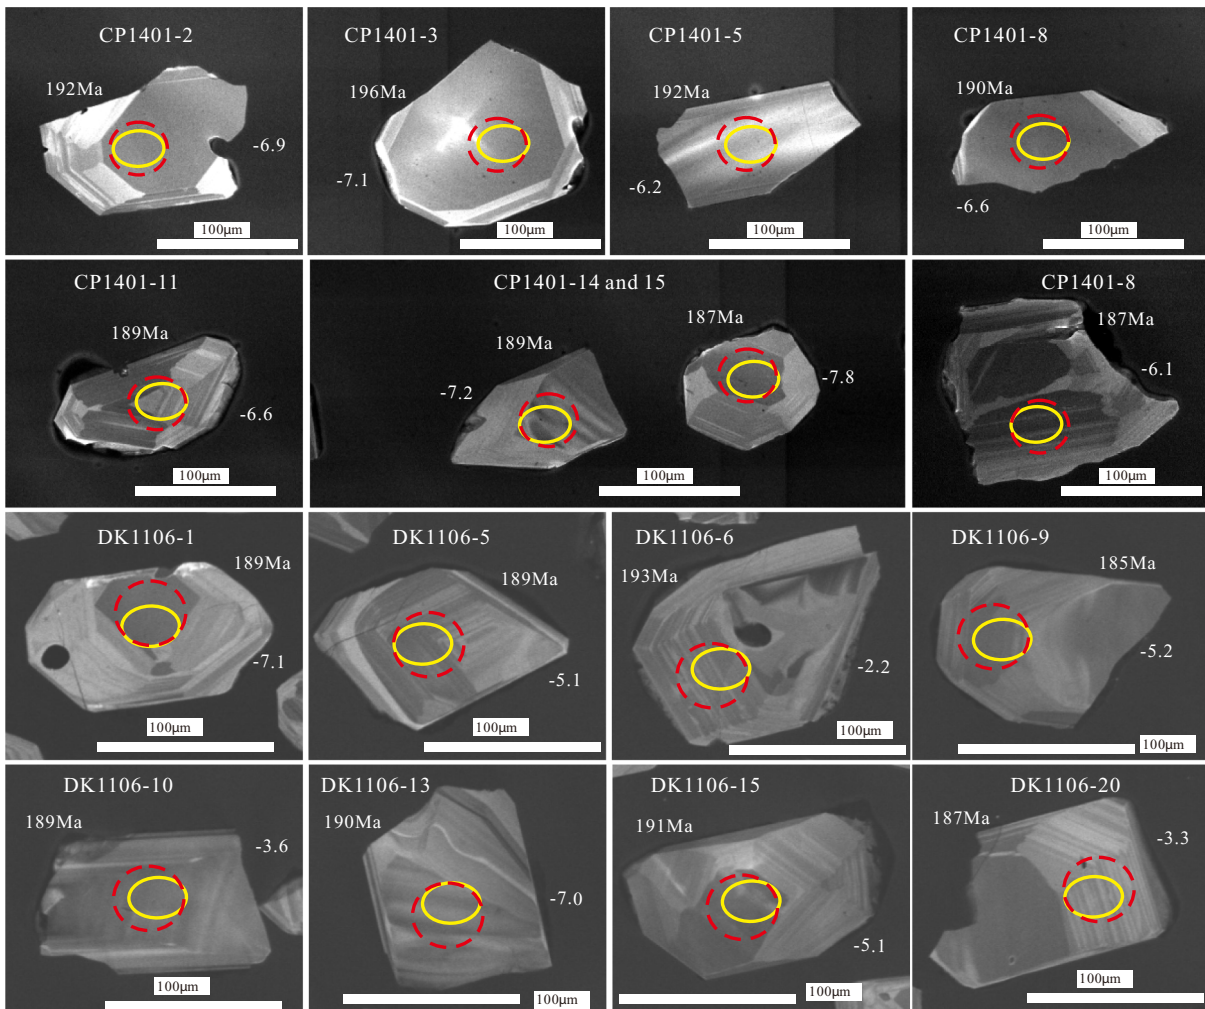 CP1401-2
192Ma
-6.9
100μm
CP1401-3
196Ma
-7.1
100μm
CP1401-5
192Ma
-6.2
100μm
CP1401-8
190Ma
-6.6
100μm
CP1401-11
189Ma
-6.6
100μm
CP1401-14 and 15
187Ma
189Ma
-7.2
-7.8
100μm
CP1401-8
187Ma
-6.1
100μm
DK1106-1
189Ma
-7.1
100μm
DK1106-5
189Ma
-5.1
100μm
DK1106-6
193Ma
-2.2
100μm
DK1106-9
185Ma
-5.2
100μm
DK1106-10
189Ma
-3.6
100μm
DK1106-13
190Ma
-7.0
100μm
DK1106-15
191Ma
-5.1
100μm
DK1106-20
187Ma
-3.3
100μm